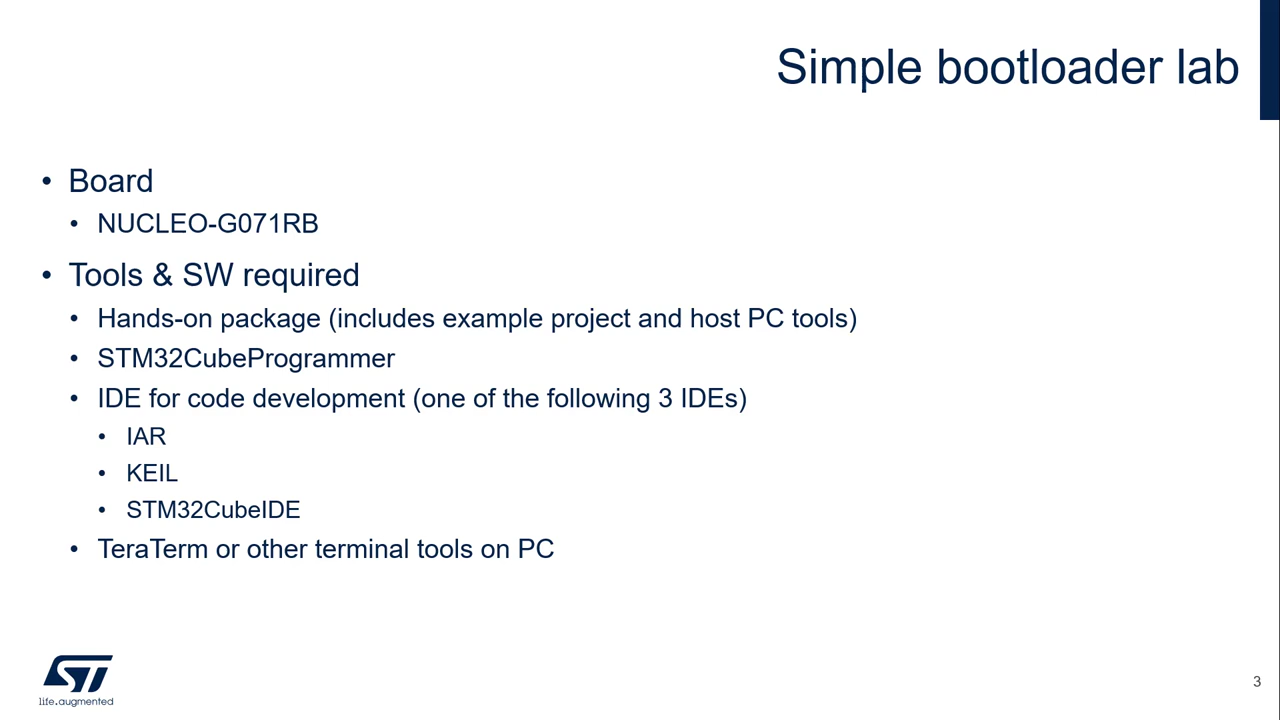 Simple bootloader lab
• Board
• NUCLEO-G071RB
• Tools & SW required
• Hands-on package (includes example project and host PC tools)
• STM32CubeProgrammer
• IDE for code development (one of the following 3 IDEs)
• IAR
• KEIL
• STM32CubeIDE
• TeraTerm or other terminal tools on PC
ST
life.augmented
3